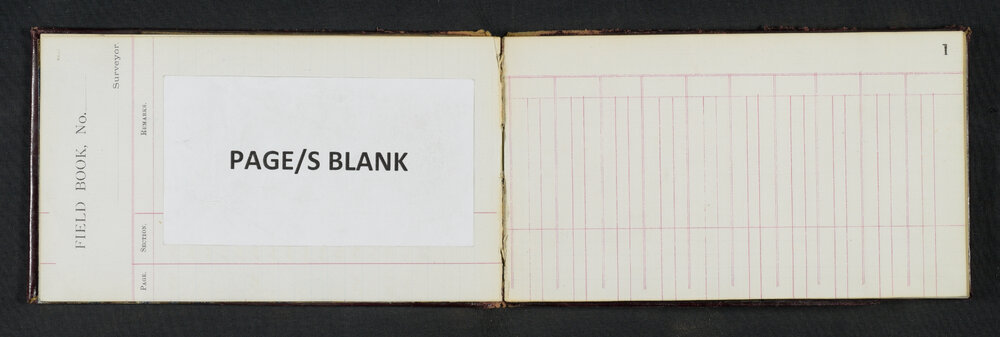 FIELD BOOK, No.
Surveyor.
PAGE. SECTION. REMARKS.
PAGE/S BLANK
1